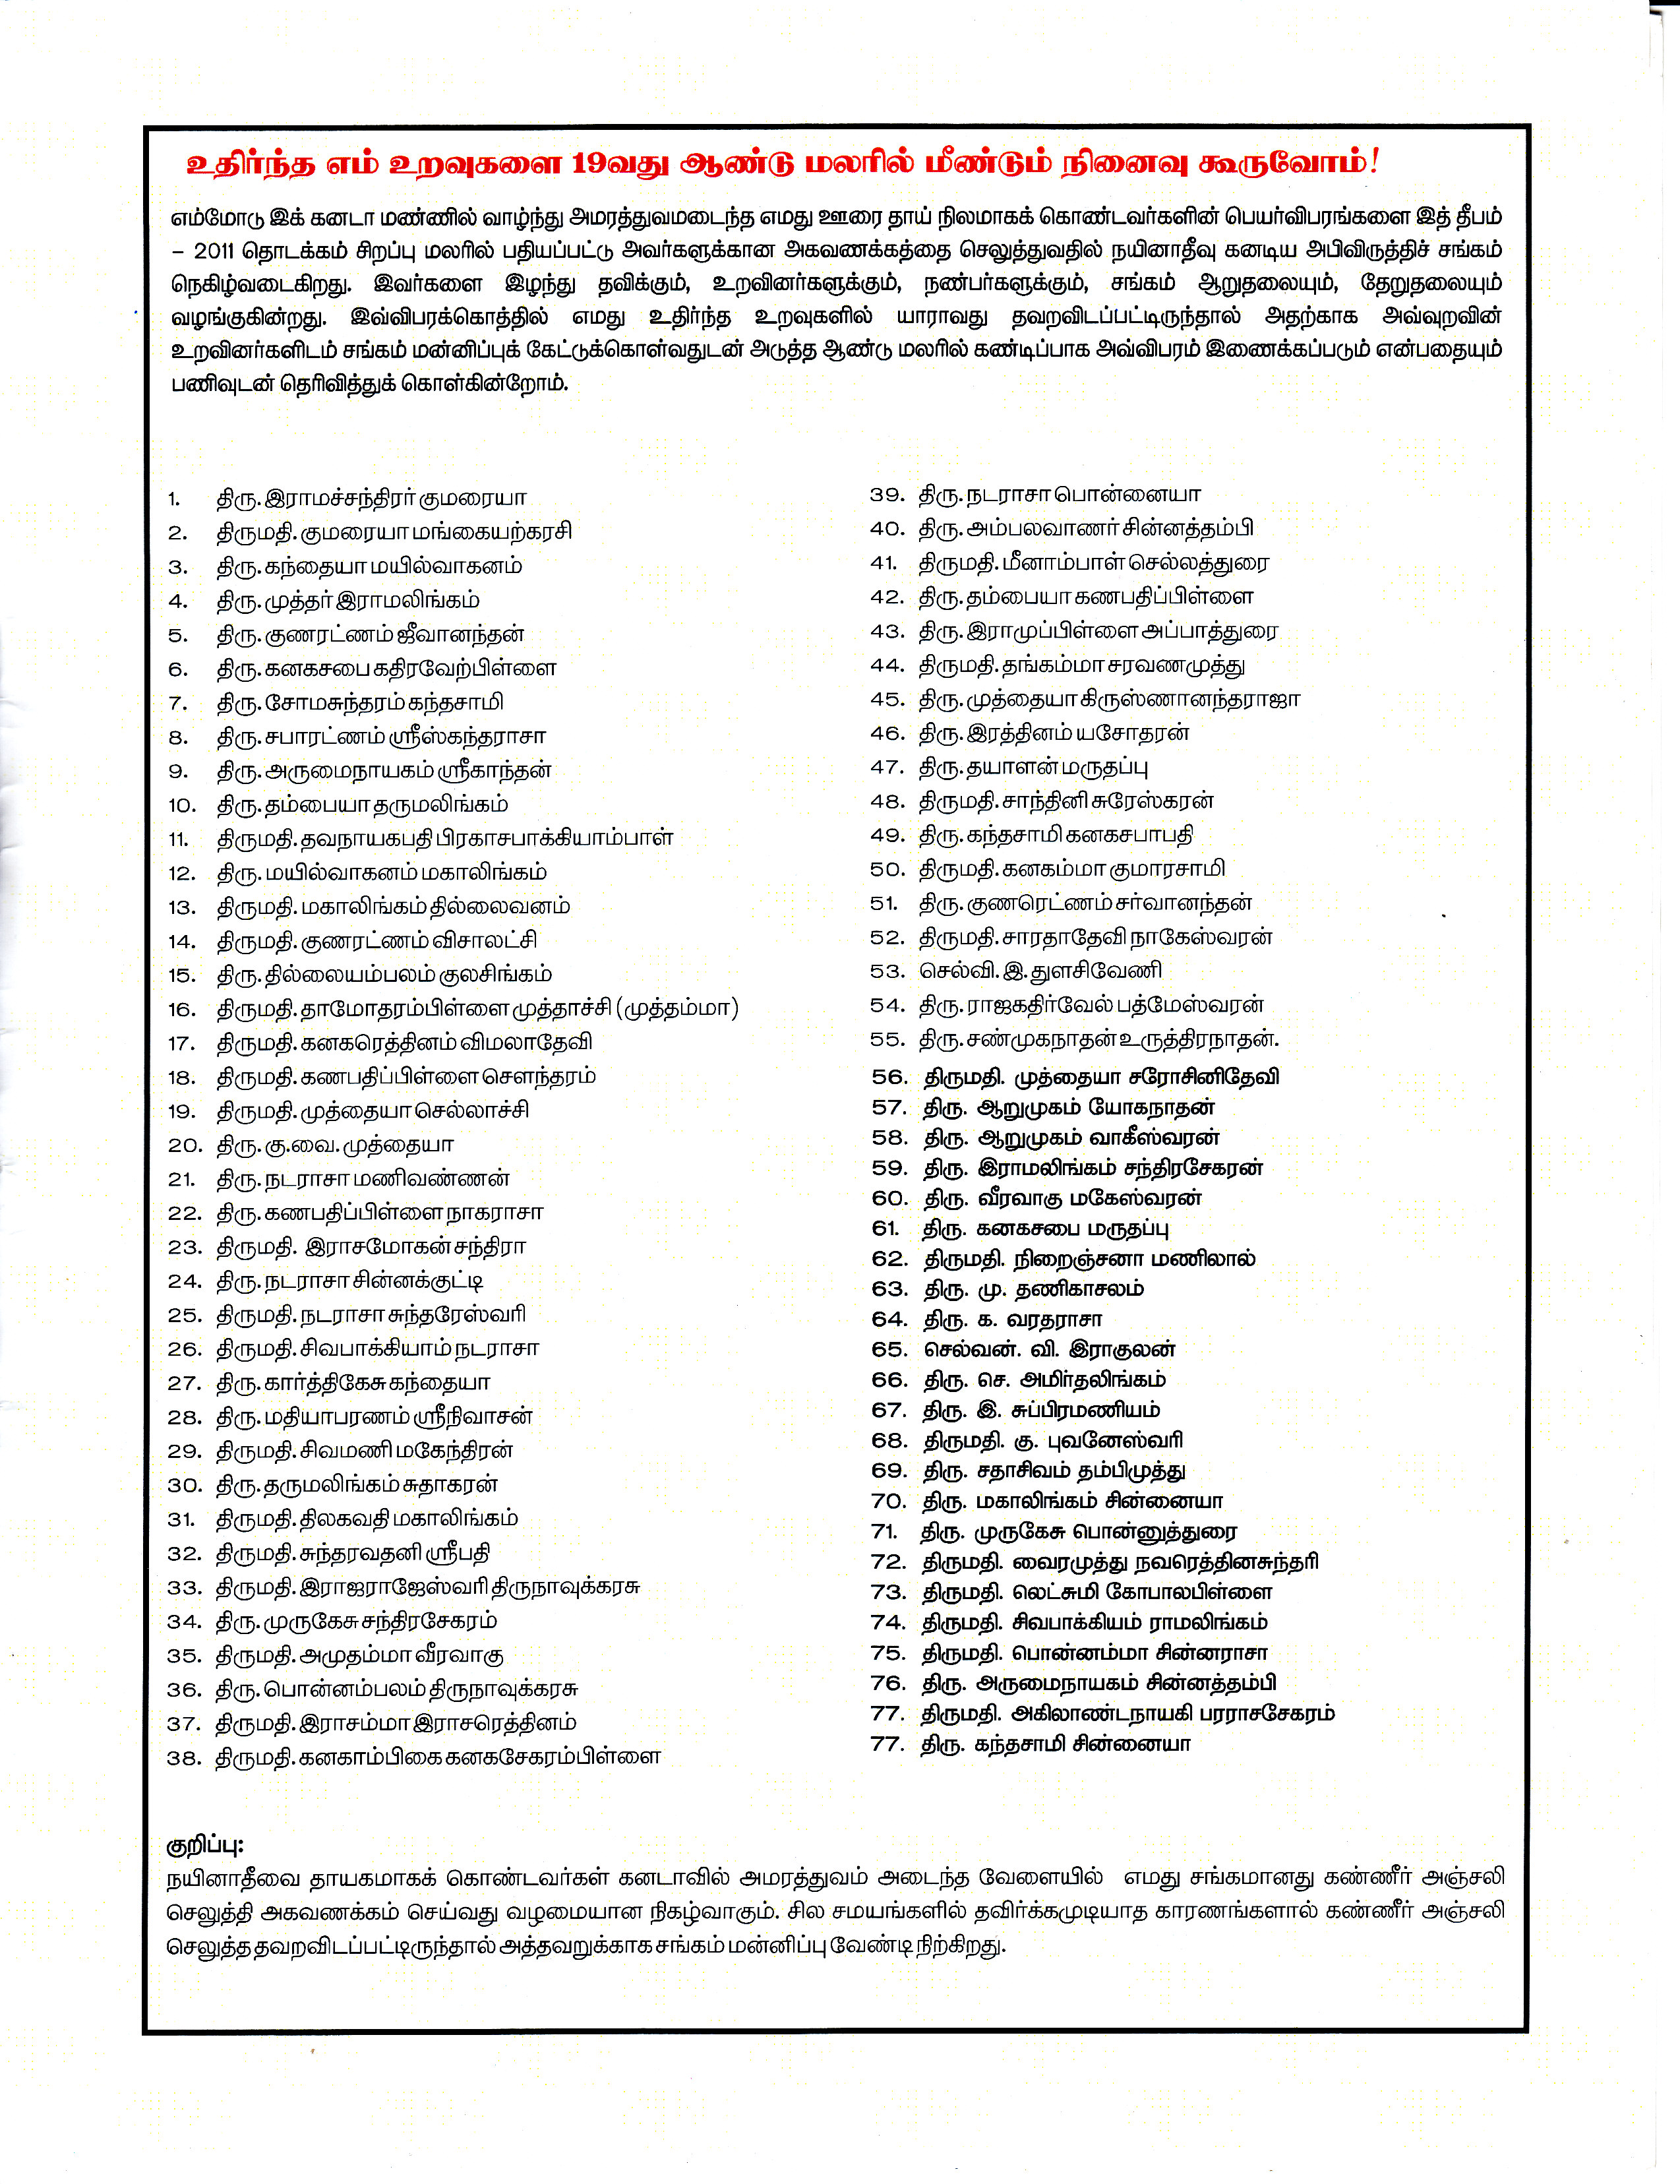 உதிர்ந்த எம் உறவுகளை 19வது ஆண்டு மலரில் மீண்டும் நினைவு கூருவோம்!
எம்மோடு இக் கனடா மண்ணில் வாழ்ந்து அமரத்துவமடைந்த எமது ஊரை தாய் நிலமாகக் கொண்டவர்களின் பெயர்விபரங்களை இத் தீபம்
– 2011 தொடக்கம் சிறப்பு மலரில் பதியப்பட்டு அவர்களுக்கான அகவணக்கத்தை செலுத்துவதில் நயினாதீவு கனடிய அபிவிருத்திச் சங்கம்
நெகிழ்வடைகிறது. இவர்களை இழந்து தவிக்கும், உறவினர்களுக்கும், நண்பர்களுக்கும், சங்கம் ஆறுதலையும், தேறுதலையும்
வழங்குகின்றது. இவ்விபரக்கொத்தில் எமது உதிர்ந்த உறவுகளில் யாராவது தவறவிடப்பட்டிருந்தால் அதற்காக அவ்வுறவின்
உறவினர்களிடம் சங்கம் மன்னிப்புக் கேட்டுக்கொள்வதுடன் அடுத்த ஆண்டு மலரில் கண்டிப்பாக அவ்விபரம் இணைக்கப்படும் என்பதையும்
பணிவுடன் தெரிவித்துக் கொள்கின்றோம்.
1. திரு. இராமச்சந்திரர் குமரையா
2. திருமதி. குமரையா மங்கையற்கரசி
3. திரு. கந்தையா மயில்வாகனம்
4. திரு. முத்தர் இராமலிங்கம்
5. திரு. குணரட்ணம் ஜீவானந்தன்
6. திரு. கனகசபை கதிரவேற்பிள்ளை
7. திரு. சோமசுந்தரம் கந்தசாமி
8. திரு. சபாரட்ணம் ஸ்ரீஸ்கந்தராசா
9. திரு. அருமைநாயகம் ஸ்ரீகாந்தன்
10. திரு. தம்பையா தருமலிங்கம்
11. திருமதி. தவநாயகபதி பிரகாசபாக்கியாம்பாள்
12. திரு. மயில்வாகனம் மகாலிங்கம்
13. திருமதி. மகாலிங்கம் தில்லைவனம்
14. திருமதி. குணரட்ணம் விசாலட்சி
15. திரு. தில்லையம்பலம் குலசிங்கம்
16. திருமதி. தாமோதரம்பிள்ளை முத்தாச்சி (முத்தம்மா)
17. திருமதி. கனகரெத்தினம் விமலாதேவி
18. திருமதி. கணபதிப்பிள்ளை சௌந்தரம்
19. திருமதி. முத்தையா செல்லாச்சி
20. திரு. கு.வை. முத்தையா
21. திரு. நடராசா மணிவண்ணன்
22. திரு. கணபதிப்பிள்ளை நாகராசா
23. திருமதி. இராசமோகன் சந்திரா
24. திரு. நடராசா சின்னக்குட்டி
25. திருமதி. நடராசா சுந்தரேஸ்வரி
26. திருமதி. சிவபாக்கியாம் நடராசா
27. திரு. கார்த்திகேசு கந்தையா
28. திரு. மதியாபரணம் ஸ்ரீநிவாசன்
29. திருமதி. சிவமணி மகேந்திரன்
30. திரு. தருமலிங்கம் சுதாகரன்
31. திருமதி. திலகவதி மகாலிங்கம்
32. திருமதி. சுந்தரவதனி ஸ்ரீபதி
33. திருமதி. இராஜராஜேஸ்வரி திருநாவுக்கரசு
34. திரு. முருகேசு சந்திரசேகரம்
35. திருமதி. அமுதம்மா வீரவாகு
36. திரு. பொன்னம்பலம் திருநாவுக்கரசு
37. திருமதி. இராசம்மா இராசரெத்தினம்
38. திருமதி. கனகாம்பிகை கனகசேகரம்பிள்ளை
39. திரு. நடராசா பொன்னையா
40. திரு. அம்பலவாணர் சின்னத்தம்பி
41. திருமதி. மீனாம்பாள் செல்லத்துரை
42. திரு. தம்பையா கணபதிப்பிள்ளை
43. திரு. இராமுப்பிள்ளை அப்பாத்துரை
44. திருமதி. தங்கம்மா சரவணமுத்து
45. திரு. முத்தையா கிருஸ்ணானந்தராஜா
46. திரு. இரத்தினம் யசோதரன்
47. திரு. தயாளன் மருதப்பு
48. திருமதி. சாந்தினி சுரேஸ்கரன்
49. திரு. கந்தசாமி கனகசபாபதி
50. திருமதி. கனகம்மா குமாரசாமி
51. திரு. குணரெட்ணம் சர்வானந்தன்
52. திருமதி. சாரதாதேவி நாகேஸ்வரன்
53. செல்வி. இ. துளசிவேணி
54. திரு. ராஜகதிர்வேல் பத்மேஸ்வரன்
55. திரு. சண்முகநாதன் உருத்திரநாதன்.
56. திருமதி. முத்தையா சரோசினிதேவி
57. திரு. ஆறுமுகம் யோகநாதன்
58. திரு. ஆறுமுகம் வாகீஸ்வரன்
59. திரு. இராமலிங்கம் சந்திரசேகரன்
60. திரு. வீரவாகு மகேஸ்வரன்
61. திரு. கனகசபை மருதப்பு
62. திருமதி. நிறைஞ்சனா மணிலால்
63. திரு. மு. தணிகாசலம்
64. திரு. க. வரதராசா
65. செல்வன். வி. இராகுலன்
66. திரு. செ. அமிர்தலிங்கம்
67. திரு. இ. சுப்பிரமணியம்
68. திருமதி. கு. புவனேஸ்வரி
69. திரு. சதாசிவம் தம்பிமுத்து
70. திரு. மகாலிங்கம் சின்னையா
71. திரு. முருகேசு பொன்னுத்துரை
72. திருமதி. வைரமுத்து நவரெத்தினசுந்தரி
73. திருமதி. லெட்சுமி கோபாலபிள்ளை
74. திருமதி. சிவபாக்கியம் ராமலிங்கம்
75. திருமதி. பொன்னம்மா சின்னராசா
76. திரு. அருமைநாயகம் சின்னத்தம்பி
77. திருமதி. அகிலாண்டநாயகி பரராசசேகரம்
77. திரு. கந்தசாமி சின்னையா
குறிப்பு:
நயினாதீவை தாயகமாகக் கொண்டவர்கள் கனடாவில் அமரத்துவம் அடைந்த வேளையில் எமது சங்கமானது கண்ணீர் அஞ்சலி
செலுத்தி அகவணக்கம் செய்வது வழமையான நிகழ்வாகும். சில சமயங்களில் தவிர்க்கமுடியாத காரணங்களால் கண்ணீர் அஞ்சலி
செலுத்த தவறவிடப்பட்டிருந்தால் அத்தவறுக்காக சங்கம் மன்னிப்பு வேண்டி நிற்கிறது.